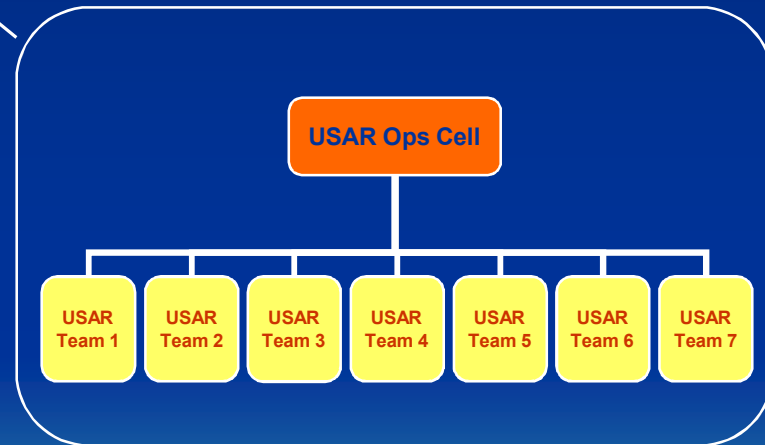 USAR Ops Cell
USAR
Team 1
USAR
Team 2
USAR
Team 3
USAR
Team 4
USAR
Team 5
USAR
Team 6
USAR
Team 7